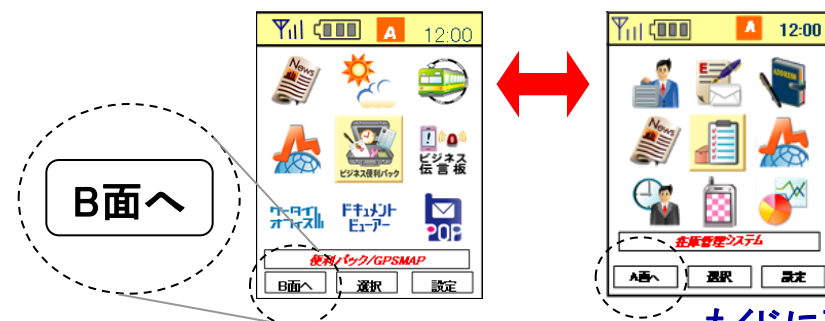 B面へ
A
12:00
News
ビジネス便利パック
ビジネス
伝言板
ケータイ
オフィス
ドキュメント
ビューアー
POP
便利パック/GPSMAP
B面へ
選択
設定
A
12:00
ADDRESS
News
在庫管理システム
A面へ
選択
設定